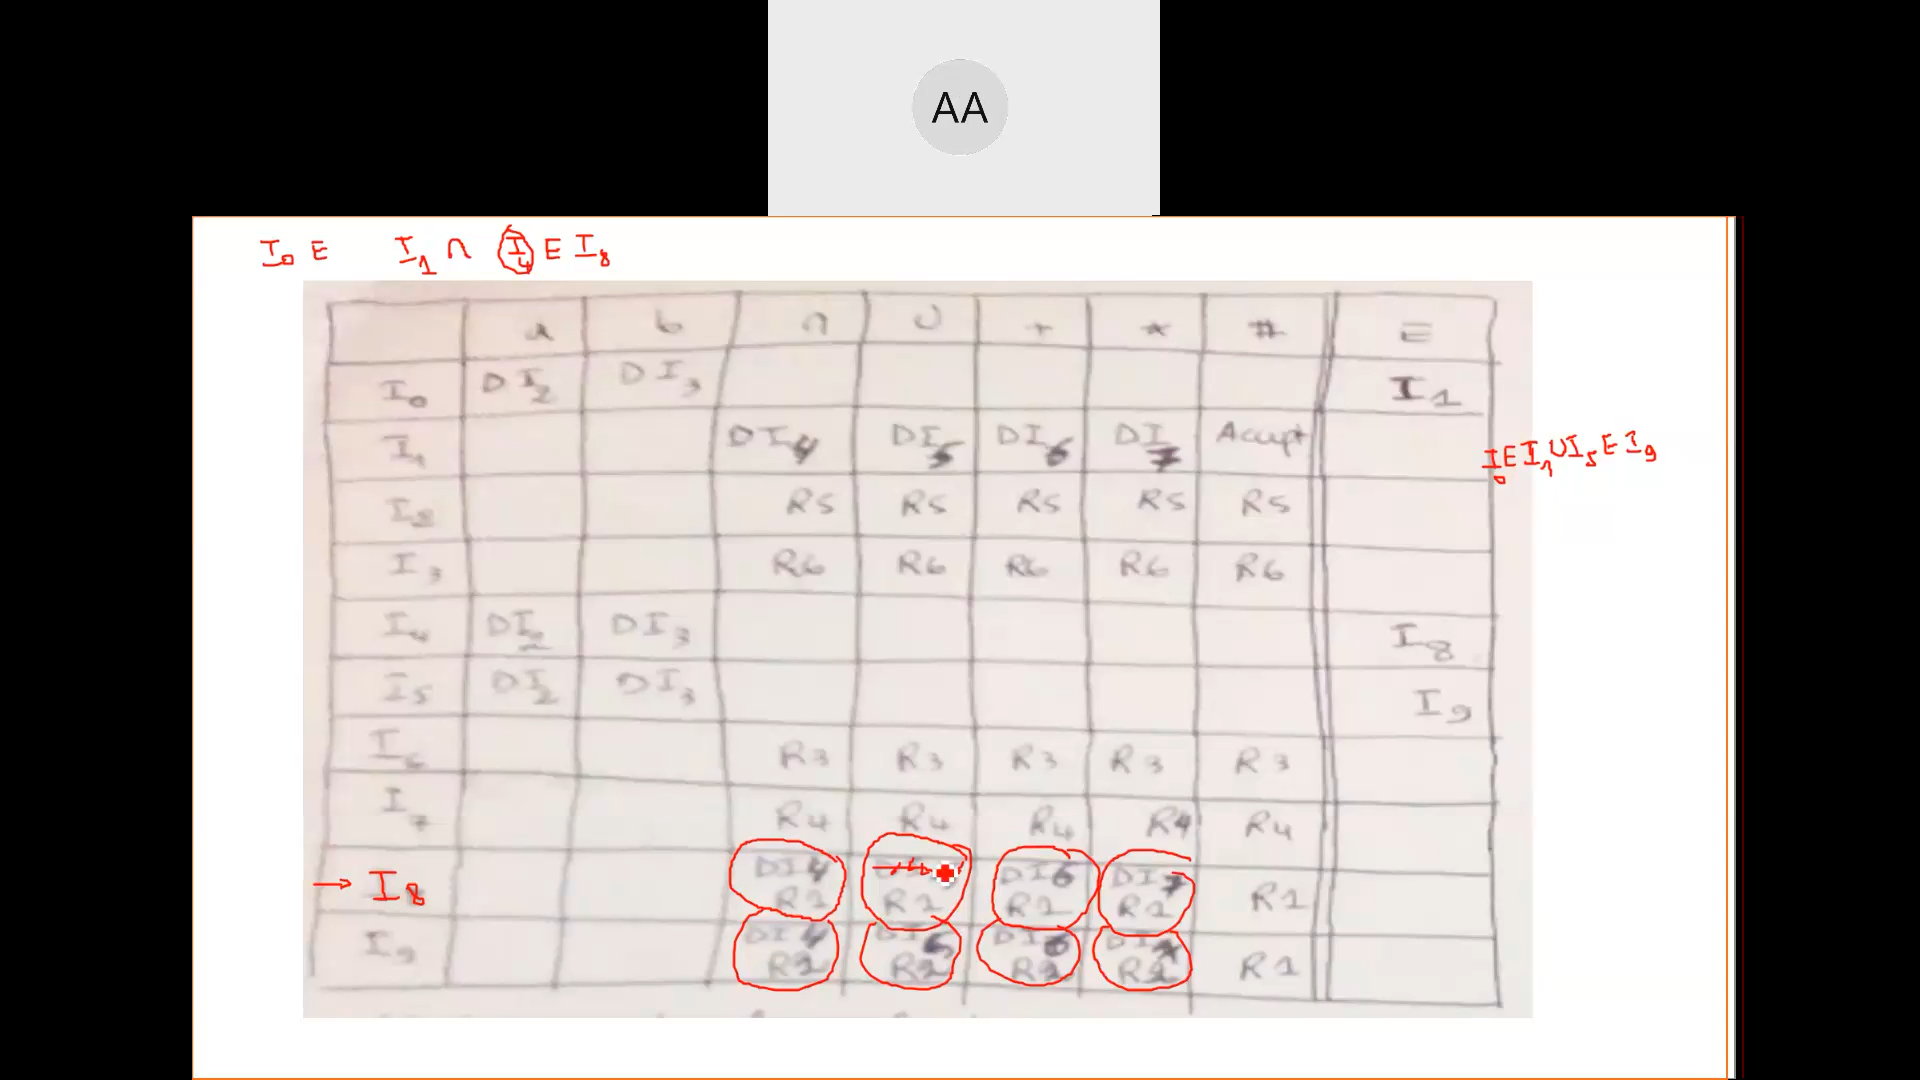 AA
I₀ E I₁ ∩ I₄ E I₈
a b ∩ ∪ + * # E
I₀ DI₂ DI₃ I₁
I₁ DI4 DI5 DI6 DI7 Accept
I₀ E I₁ ∪ I₅ E I₉
I₂ R5 R5 R5 R5 R5
I₃ R6 R6 R6 R6 R6
I₄ DI₂ DI₃ I₈
I₅ DI₂ DI₃ I₉
I₆ R3 R3 R3 R3 R3
I₇ R4 R4 R4 R4 R4
DI4 DI6 DI7
I₈ R1 R1 R1 R1 R1
DI4 DI5 DI6 DI7
I₉ R2 R2 R2 R2 R1